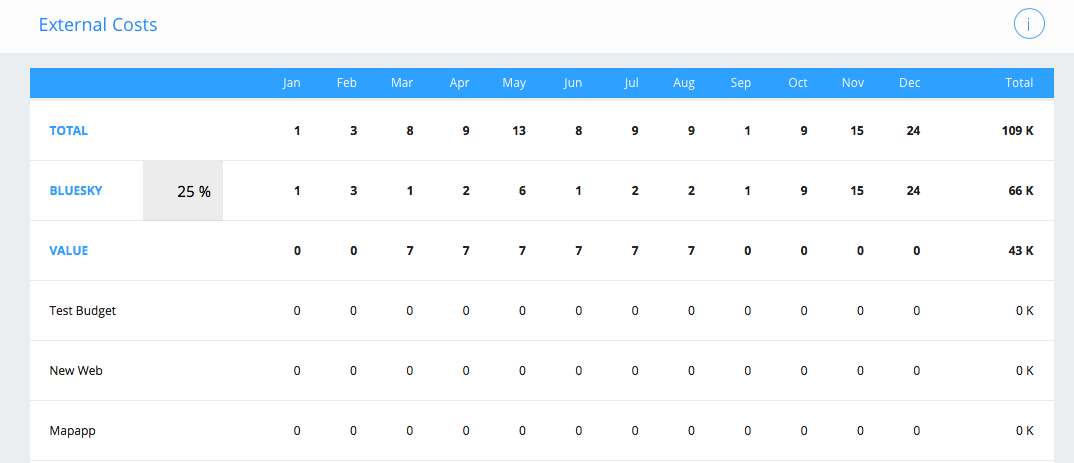 External Costs
i
Jan Feb Mar Apr May Jun Jul Aug Sep Oct Nov Dec Total
TOTAL 1 3 8 9 13 8 9 9 1 9 15 24 109 K
BLUESKY 25 % 1 3 1 2 6 1 2 2 1 9 15 24 66 K
VALUE 0 0 7 7 7 7 7 7 0 0 0 0 43 K
Test Budget 0 0 0 0 0 0 0 0 0 0 0 0 0 K
New Web 0 0 0 0 0 0 0 0 0 0 0 0 0 K
Mapapp 0 0 0 0 0 0 0 0 0 0 0 0 0 K